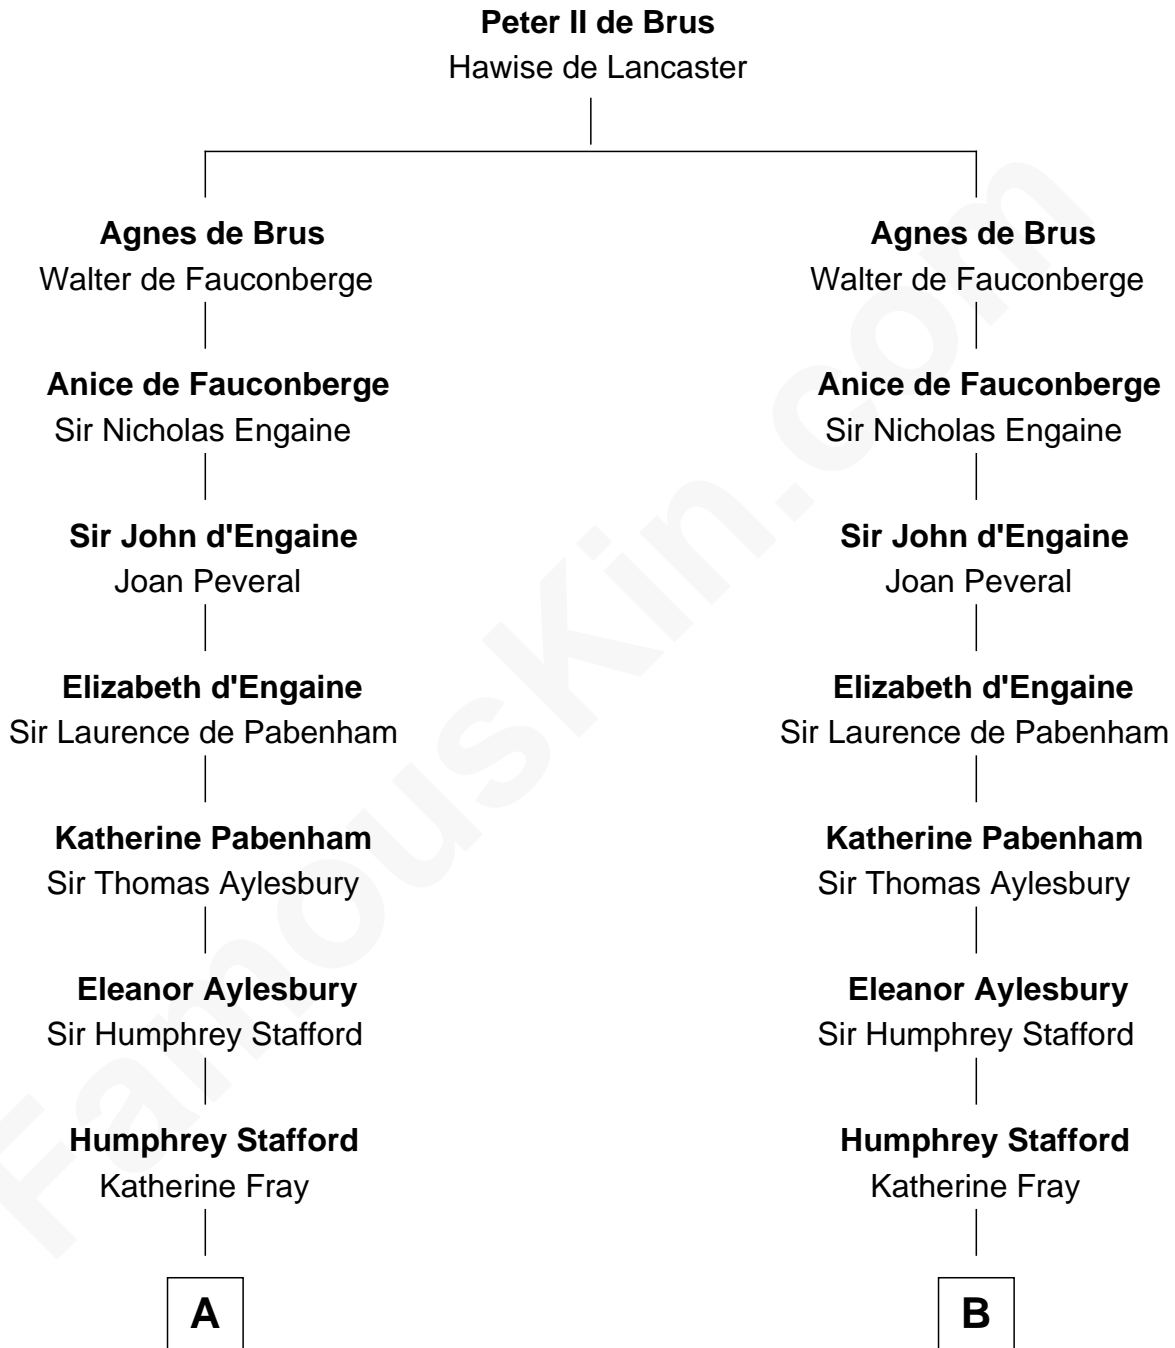 Peter II de Brus
Hawise de Lancaster
Agnes de Brus
Walter de Fauconberge
Agnes de Brus
Walter de Fauconberge
Anice de Fauconberge
Sir Nicholas Engaine
Anice de Fauconberge
Sir Nicholas Engaine
Sir John d'Engaine
Joan Peveral
Sir John d'Engaine
Joan Peveral
Elizabeth d'Engaine
Sir Laurence de Pabenham
Elizabeth d'Engaine
Sir Laurence de Pabenham
Katherine Pabenham
Sir Thomas Aylesbury
Katherine Pabenham
Sir Thomas Aylesbury
Eleanor Aylesbury
Sir Humphrey Stafford
Eleanor Aylesbury
Sir Humphrey Stafford
Humphrey Stafford
Katherine Fray
Humphrey Stafford
Katherine Fray
A
B
FamousKin.com